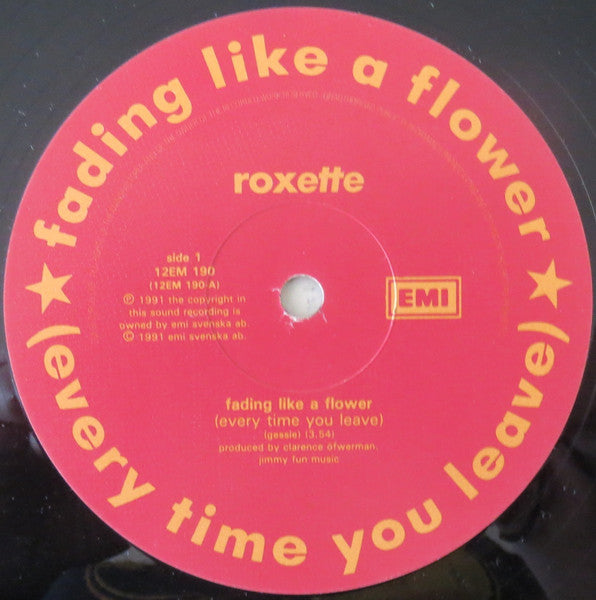 fading like a flower
(every time you leave)
roxette
side 1
12EM 190
(12EM 190-A)
℗ 1991 the copyright in
this sound recording is
owned by emi svenska ab.
© 1991 emi svenska ab.
EMI
fading like a flower
(every time you leave)
(gessle) (3.54)
produced by clarence öfwerman.
jimmy fun music